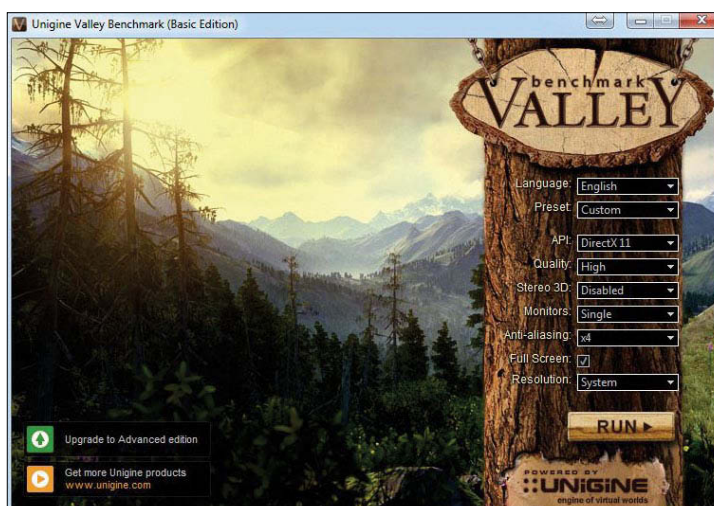 Unigine Valley Benchmark (Basic Edition)
benchmark
VALLEY
Language: English
Preset: Custom
API: DirectX 11
Quality: High
Stereo 3D: Disabled
Monitors: Single
Anti-aliasing: x4
Full Screen:
Resolution: System
RUN
Upgrade to Advanced edition
Get more Unigine products
www.unigine.com
POWERED BY
UNIGINE
engine of virtual worlds